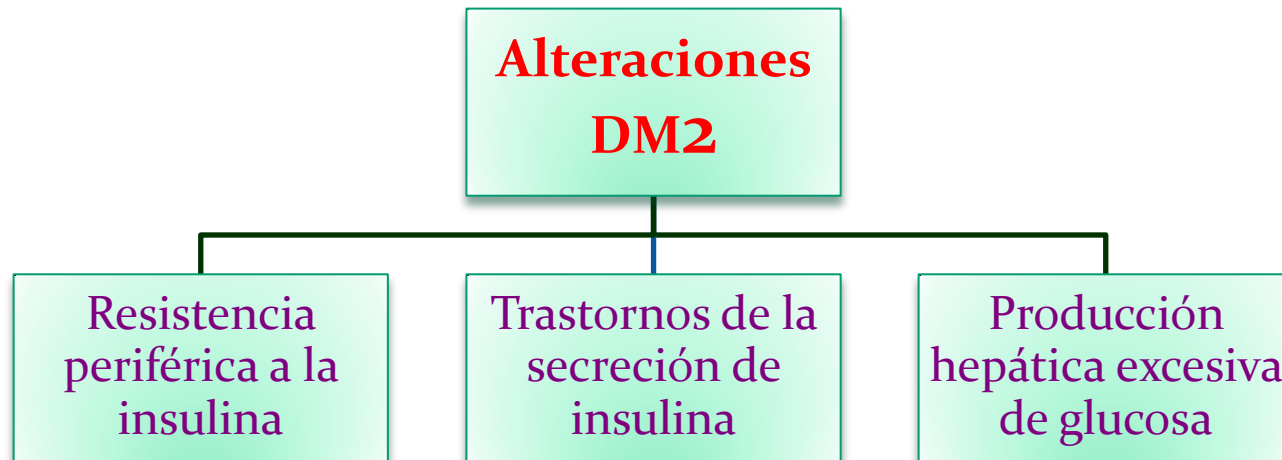 Alteraciones
DM2
Resistencia
periférica a la
insulina
Trastornos de la
secreción de
insulina
Producción
hepática excesiva
de glucosa